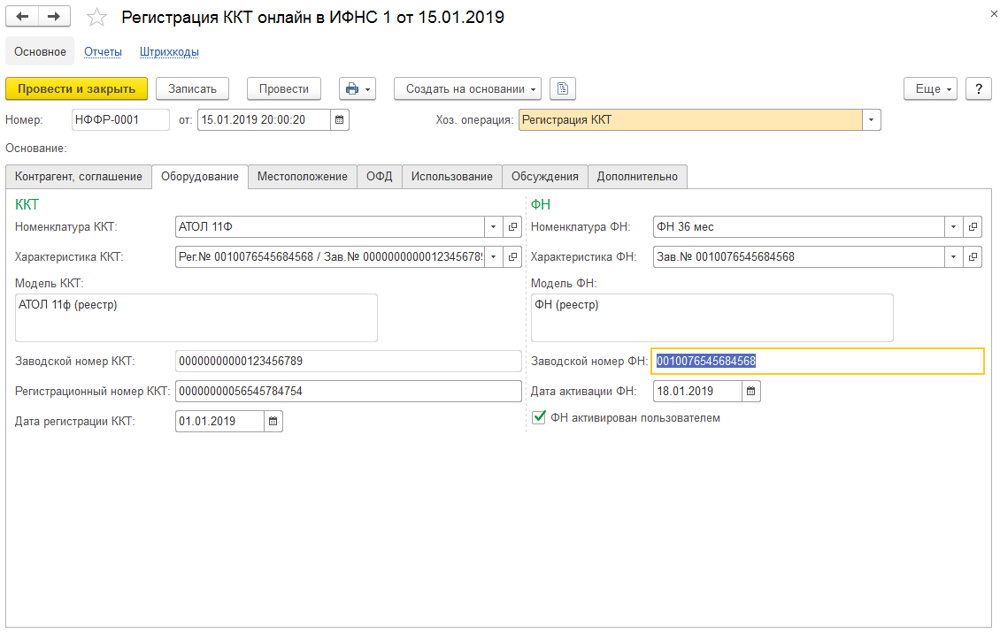 Регистрация ККТ онлайн в ИФНС 1 от 15.01.2019
Основное Отчеты Штрихкоды
Провести и закрыть Записать Провести Создать на основании Еще ?
Номер: НФФР-0001 от: 15.01.2019 20:00:20 Хоз. операция: Регистрация ККТ
Основание:
Контрагент, соглашение Оборудование Местоположение ОФД Использование Обсуждения Дополнительно
ККТ ФН
Номенклатура ККТ: АТОЛ 11Ф Номенклатура ФН: ФН 36 мес
Характеристика ККТ: Рег.№ 0010076545684568 / Зав.№ 00000000000123456789 Характеристика ФН: Зав.№ 0010076545684568
Модель ККТ: Модель ФН:
АТОЛ 11ф (реестр) ФН (реестр)
Заводской номер ККТ: 00000000000123456789 Заводской номер ФН: 0010076545684568
Регистрационный номер ККТ: 00000000056545784754 Дата активации ФН: 18.01.2019
Дата регистрации ККТ: 01.01.2019 ФН активирован пользователем